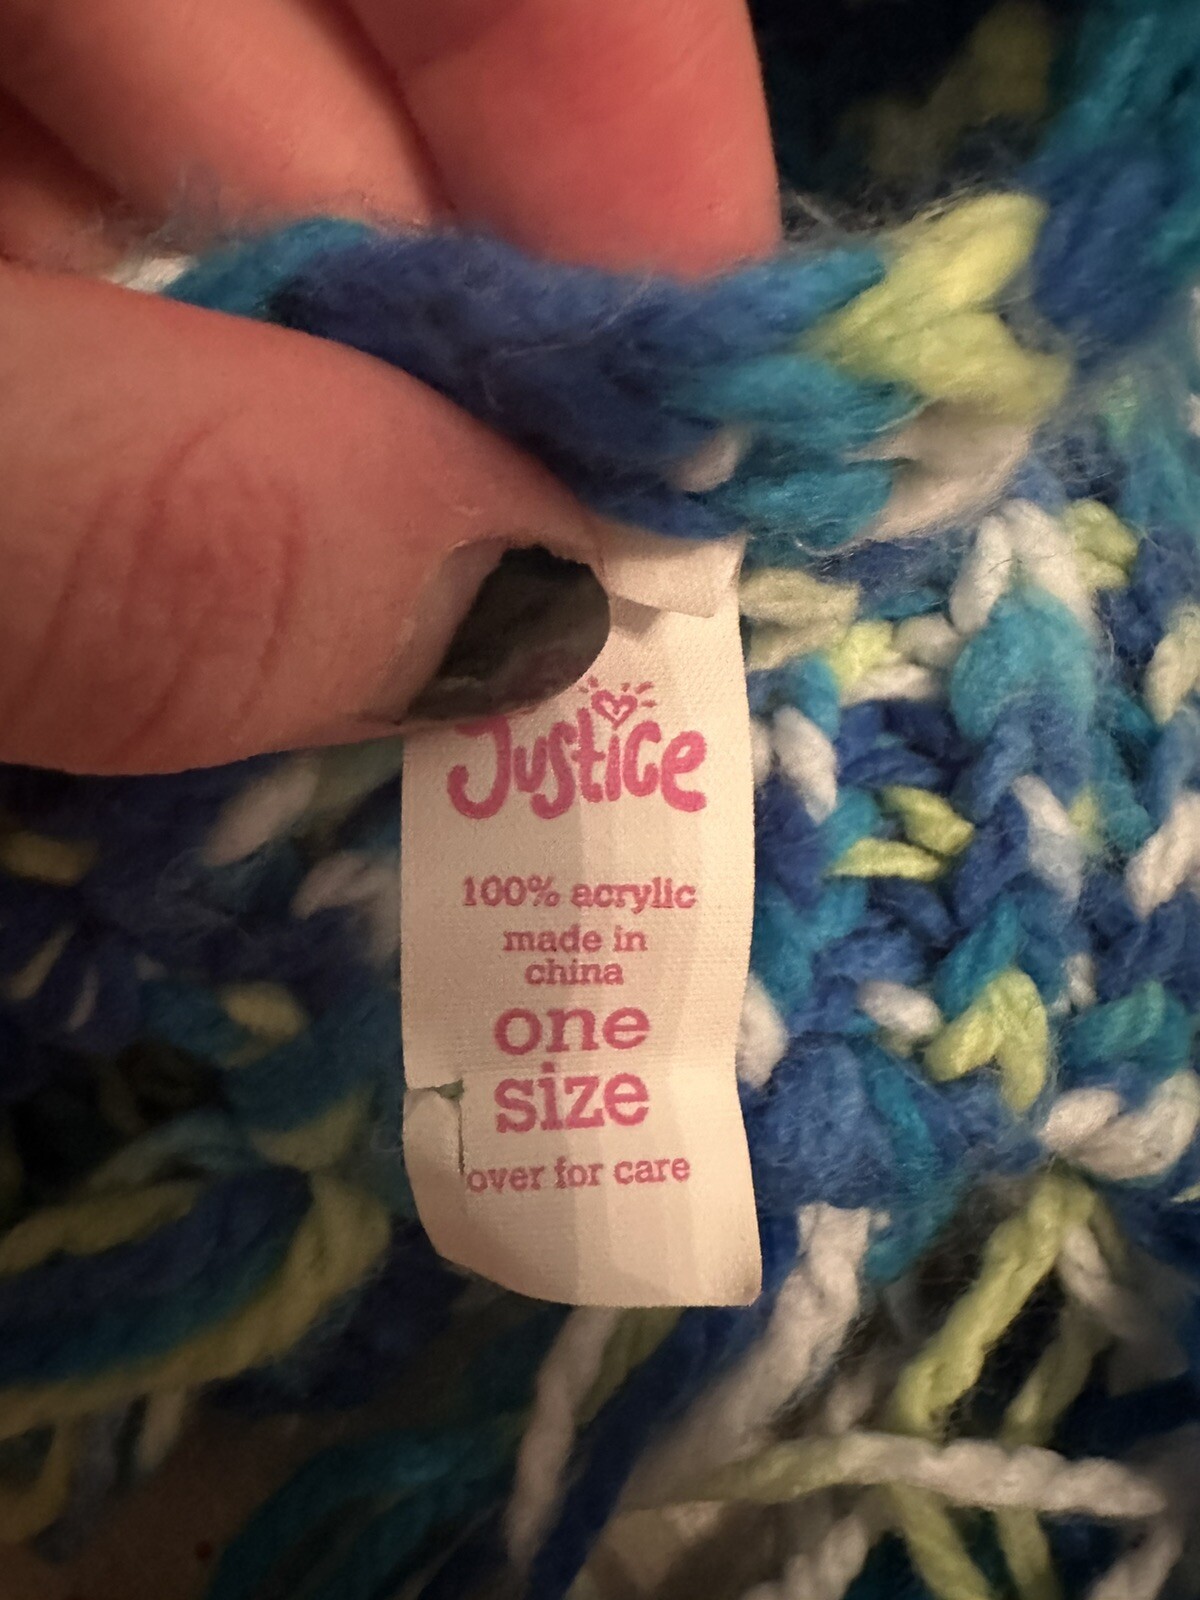 Justice
100% acrylic
made in
china
one
size
over for care